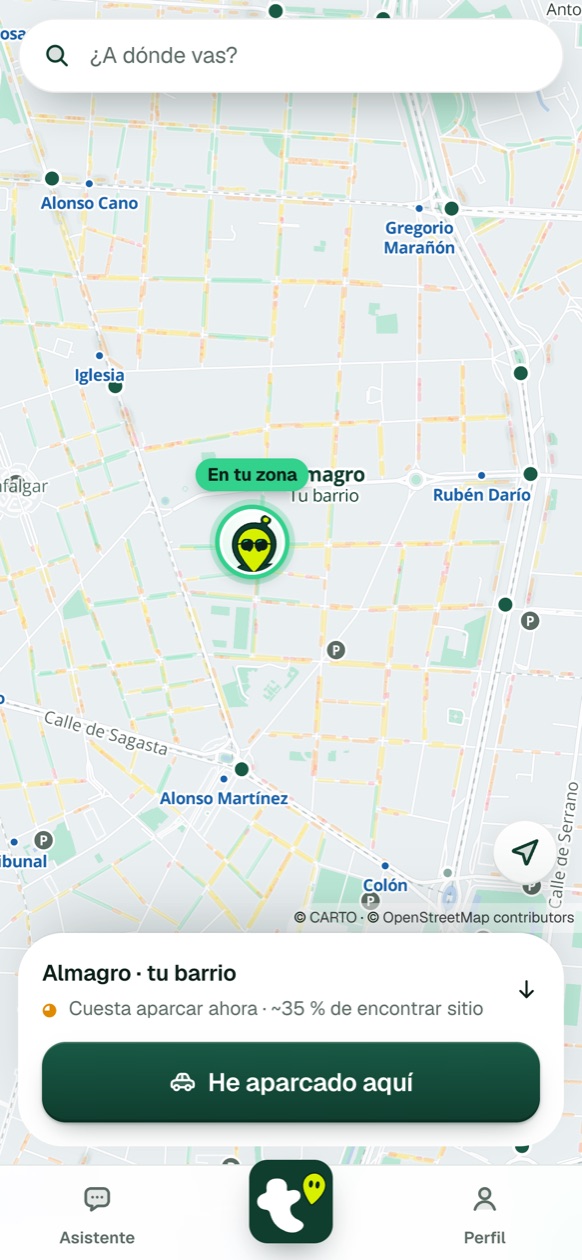 Anto
osa
¿A dónde vas?
Alonso Cano
Gregorio
Marañón
Iglesia
afalgar
En tu zona
magro
Tu barrio
Rubén Darío
P
P
Calle de Sagasta
Alonso Martínez
P
ibunal
Calle de Serrano
Colón
P
P
© CARTO · © OpenStreetMap contributors
Almagro · tu barrio
Cuesta aparcar ahora · ~35 % de encontrar sitio
He aparcado aquí
Asistente
Perfil